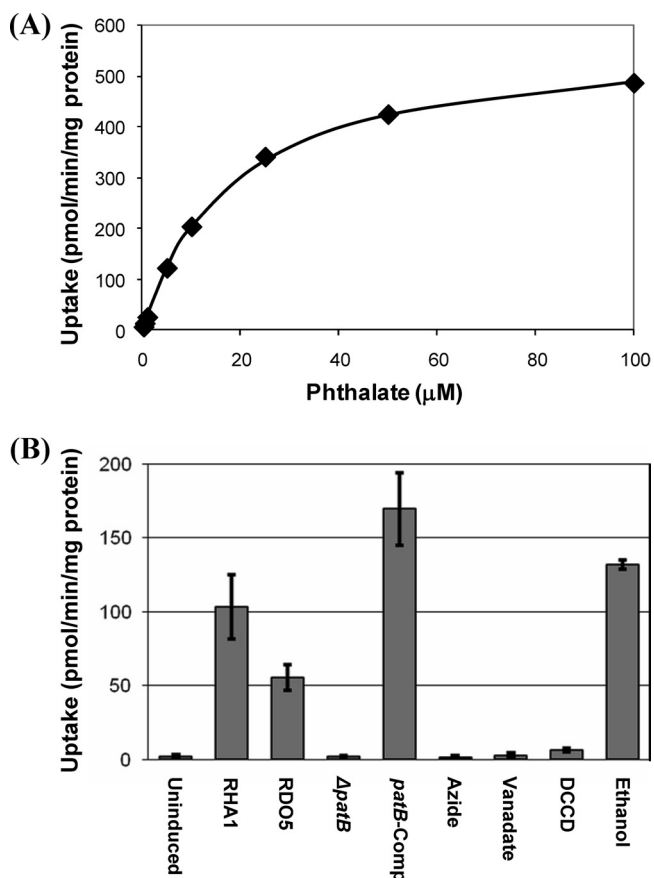 (A)
Uptake (pmol/min/mg protein)
600
500
400
300
200
100
0
0 20 40 60 80 100
Phthalate (μM)
(B)
Uptake (pmol/min/mg protein)
200
150
100
50
0
Uninduced
RHA1
RDO5
ΔpatB
patB-Comp
Azide
Vanadate
DCCD
Ethanol